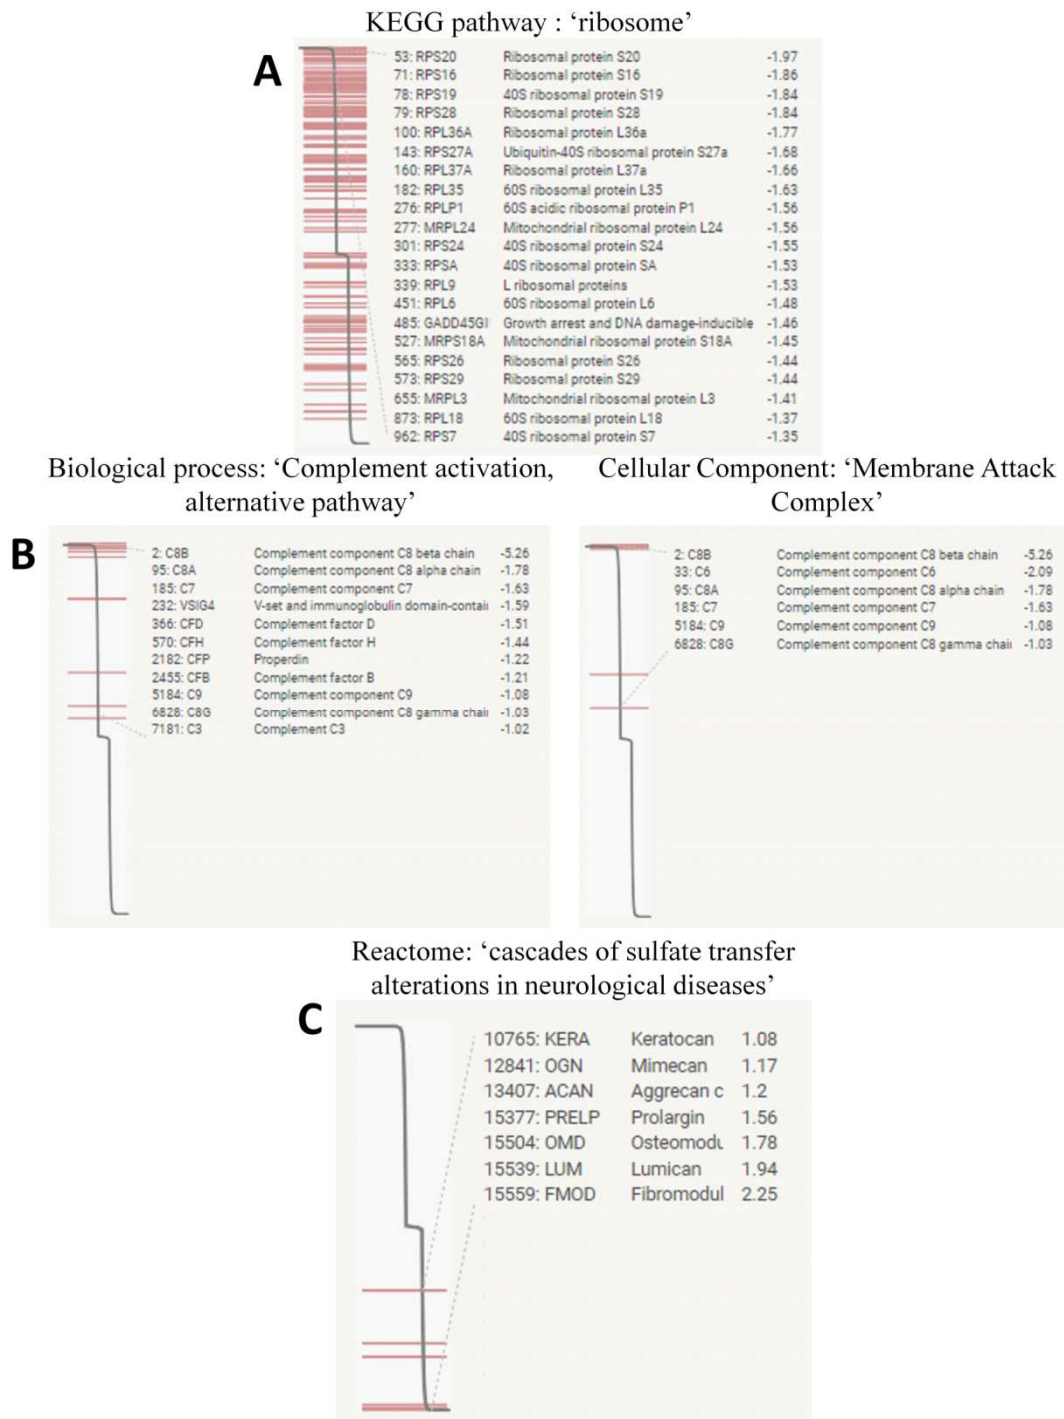 KEGG pathway : ‘ribosome’
A
53: RPS20 Ribosomal protein S20 -1.97
71: RPS16 Ribosomal protein S16 -1.86
78: RPS19 40S ribosomal protein S19 -1.84
79: RPS28 Ribosomal protein S28 -1.84
100: RPL36A Ribosomal protein L36a -1.77
143: RPS27A Ubiquitin-40S ribosomal protein S27a -1.68
160: RPL37A Ribosomal protein L37a -1.66
182: RPL35 60S ribosomal protein L35 -1.63
276: RPLP1 60S acidic ribosomal protein P1 -1.56
277: MRPL24 Mitochondrial ribosomal protein L24 -1.56
301: RPS24 40S ribosomal protein S24 -1.55
333: RPSA 40S ribosomal protein SA -1.53
339: RPL9 L ribosomal proteins -1.53
451: RPL6 60S ribosomal protein L6 -1.48
485: GADD45GI Growth arrest and DNA damage-inducible -1.46
527: MRPS18A Mitochondrial ribosomal protein S18A -1.45
565: RPS26 Ribosomal protein S26 -1.44
573: RPS29 Ribosomal protein S29 -1.44
655: MRPL3 Mitochondrial ribosomal protein L3 -1.41
873: RPL18 60S ribosomal protein L18 -1.37
962: RPS7 40S ribosomal protein S7 -1.35
Biological process: ‘Complement activation,
alternative pathway’
B
2: C8B Complement component C8 beta chain -5.26
95: C8A Complement component C8 alpha chain -1.78
185: C7 Complement component C7 -1.63
232: VSIG4 V-set and immunoglobulin domain-contai -1.59
366: CFD Complement factor D -1.51
570: CFH Complement factor H -1.44
2182: CFP Properdin -1.22
2455: CFB Complement factor B -1.21
5184: C9 Complement component C9 -1.08
6828: C8G Complement component C8 gamma chai -1.03
7181: C3 Complement C3 -1.02
Cellular Component: ‘Membrane Attack
Complex’
2: C8B Complement component C8 beta chain -5.26
33: C6 Complement component C6 -2.09
95: C8A Complement component C8 alpha chain -1.78
185: C7 Complement component C7 -1.63
5184: C9 Complement component C9 -1.08
6828: C8G Complement component C8 gamma chai -1.03
Reactome: ‘cascades of sulfate transfer
alterations in neurological diseases’
C
10765: KERA Keratocan 1.08
12841: OGN Mimecan 1.17
13407: ACAN Aggrecan c 1.2
15377: PRELP Prolargin 1.56
15504: OMD Osteomodu 1.78
15539: LUM Lumican 1.94
15559: FMOD Fibromodul 2.25